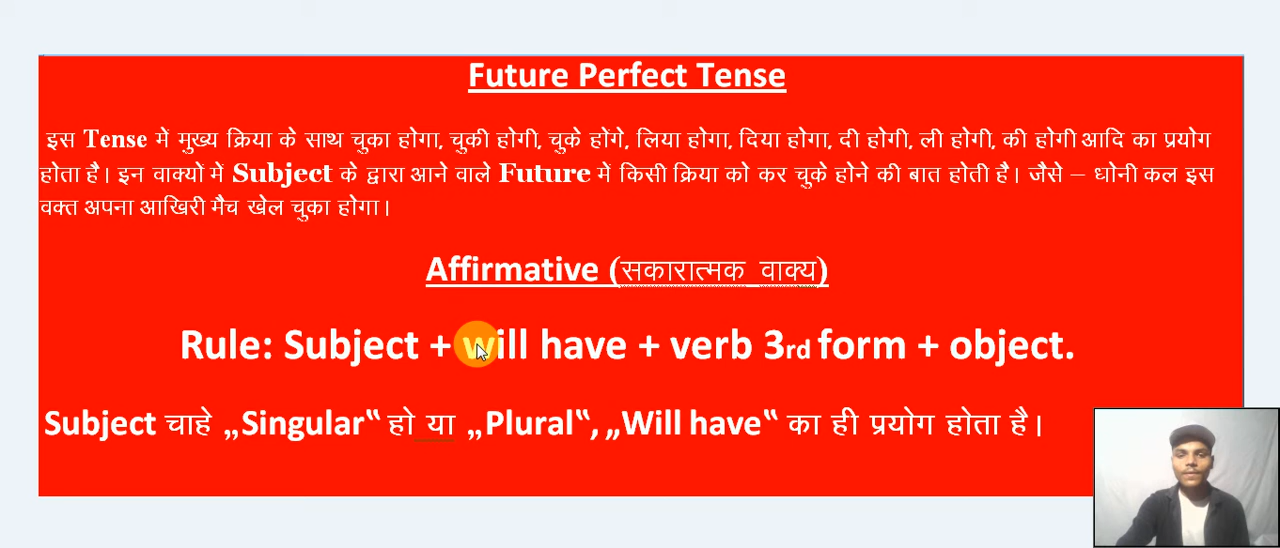 Future Perfect Tense
इस Tense में मुख्य क्रिया के साथ चुका होगा, चुकी होगी, चुके होंगे, लिया होगा, दिया होगा, दी होगी, ली होगी, की होगी आदि का प्रयोग
होता है। इन वाक्यों में Subject के द्वारा आने वाले Future में किसी क्रिया को कर चुके होने की बात होती है। जैसे – धोनी कल इस
वक्त अपना आखिरी मैच खेल चुका होगा।
Affirmative (सकारात्मक वाक्य)
Rule: Subject + will have + verb 3rd form + object.
Subject चाहे „Singular‟ हो या „Plural‟, „Will have‟ का ही प्रयोग होता है।